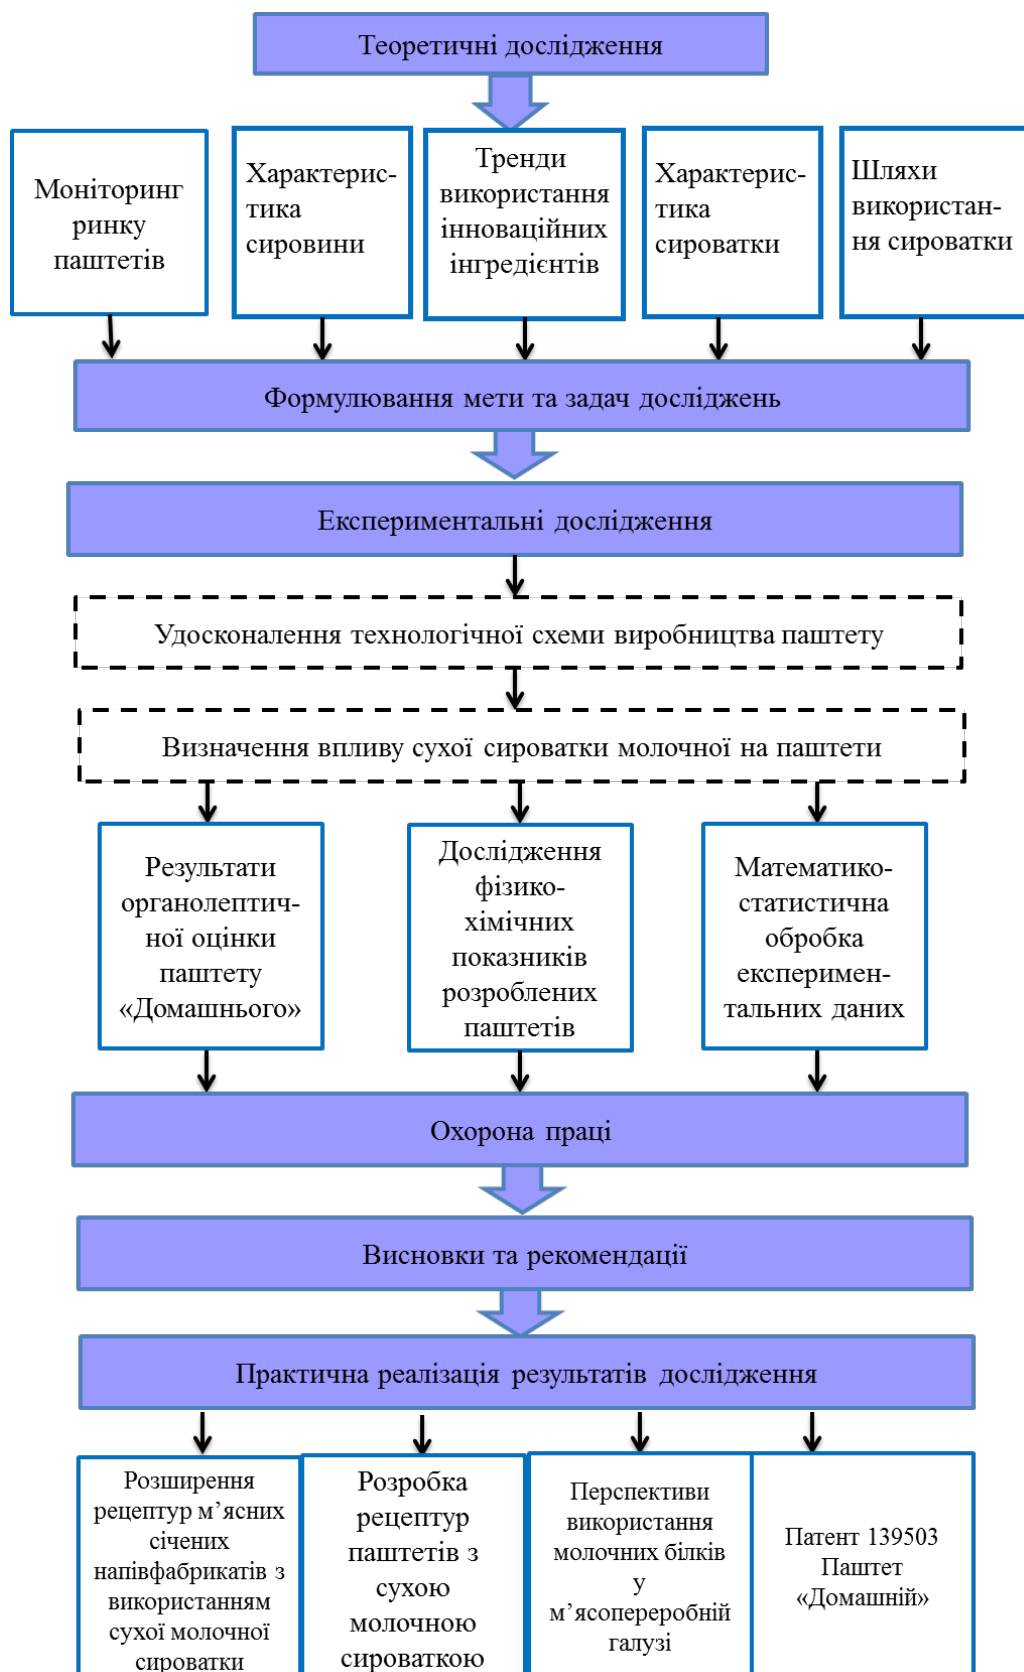 Теоретичні дослідження
Моніторинг
ринку
паштетів
Характерис-
тика
сировини
Тренди
використання
інноваційних
інгредієнтів
Характерис-
тика
сироватки
Шляхи
використан-
ня сироватки
Формулювання мети та задач досліджень
Експериментальні дослідження
Удосконалення технологічної схеми виробництва паштету
Визначення впливу сухої сироватки молочної на паштети
Результати
органолептич-
ної оцінки
паштету
«Домашнього»
Дослідження
фізико-
хімічних
показників
розроблених
паштетів
Математико-
статистична
обробка
експеримен-
тальних даних
Охорона праці
Висновки та рекомендації
Практична реалізація результатів дослідження
Розширення
рецептур м’ясних
січених
напівфабрикатів з
використанням
сухої молочної
сироватки
Розробка
рецептур
паштетів з
сухою
молочною
сироваткою
Перспективи
використання
молочних білків
у
м’ясопереробній
галузі
Патент 139503
Паштет
«Домашній»